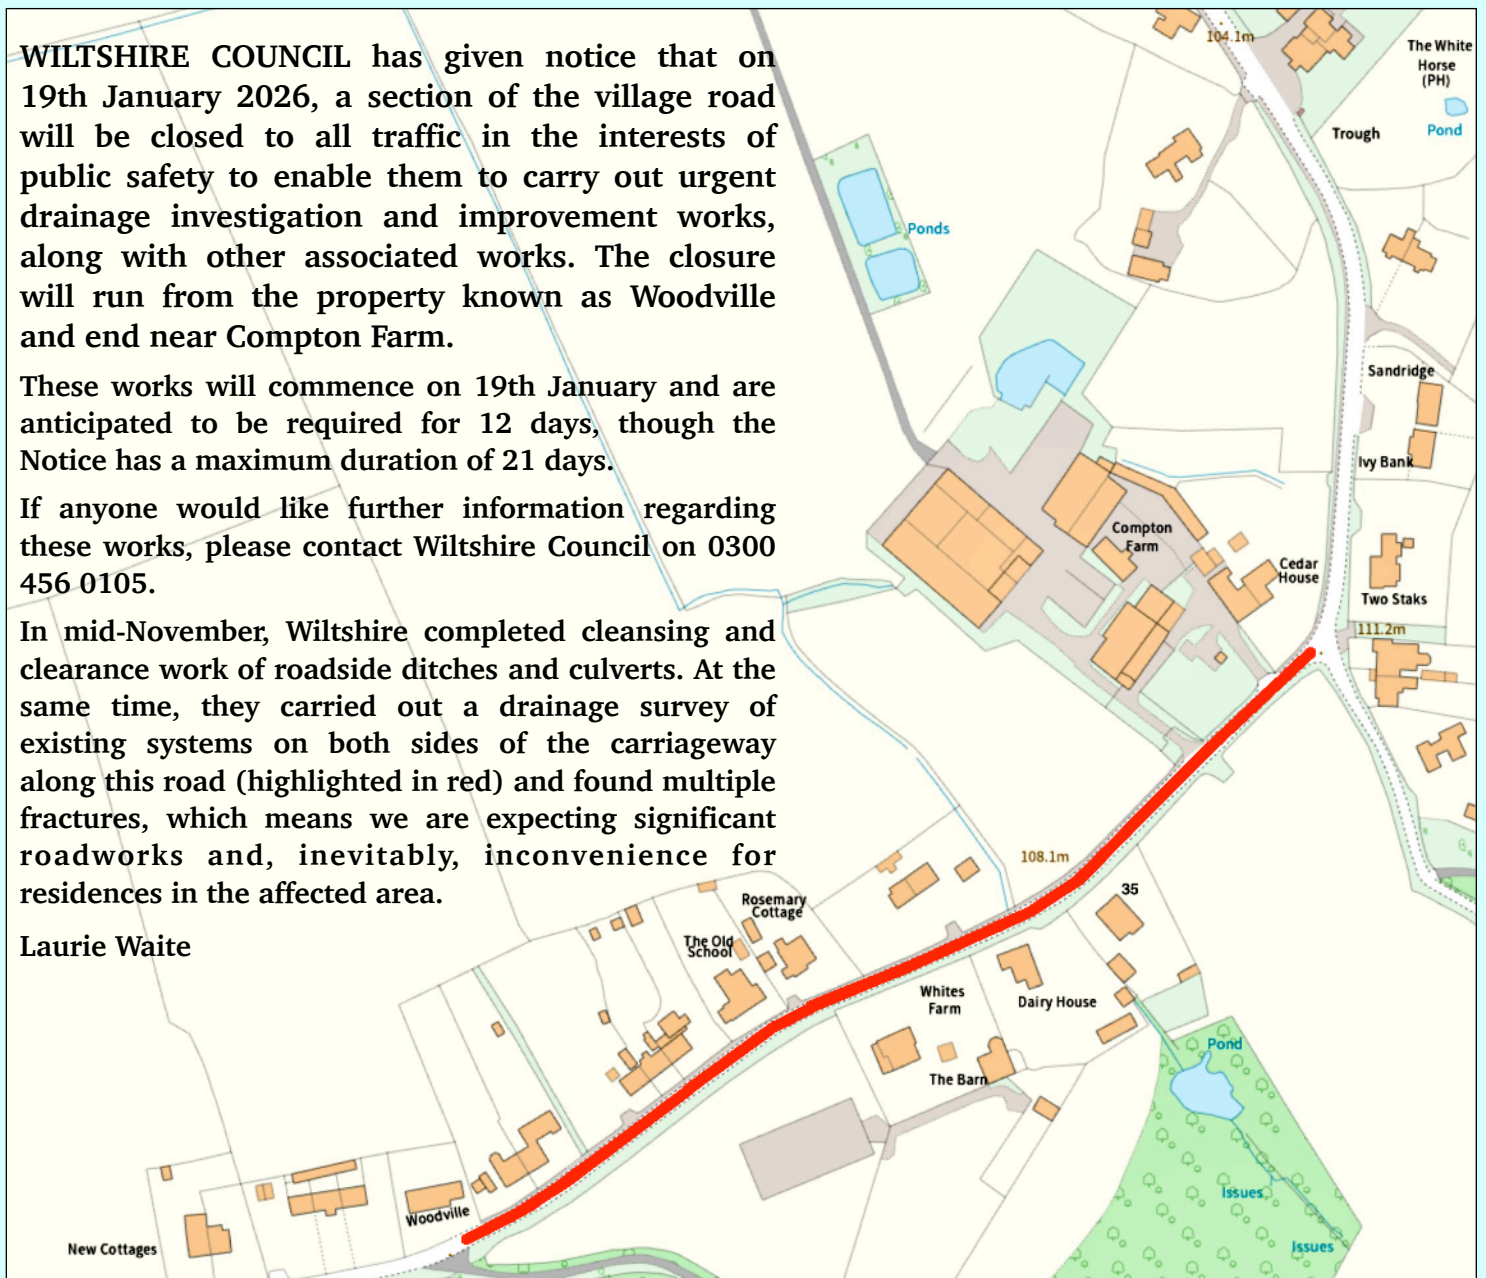 WILTSHIRE COUNCIL has given notice that on
19th January 2026, a section of the village road
will be closed to all traffic in the interests of
public safety to enable them to carry out urgent
drainage investigation and improvement works,
along with other associated works. The closure
will run from the property known as Woodville
and end near Compton Farm.
These works will commence on 19th January and are
anticipated to be required for 12 days, though the
Notice has a maximum duration of 21 days.
If anyone would like further information regarding
these works, please contact Wiltshire Council on 0300
456 0105.
In mid-November, Wiltshire completed cleansing and
clearance work of roadside ditches and culverts. At the
same time, they carried out a drainage survey of
existing systems on both sides of the carriageway
along this road (highlighted in red) and found multiple
fractures, which means we are expecting significant
roadworks and, inevitably, inconvenience for
residences in the affected area.
Laurie Waite
104.1m
The White
Horse
(PH)
Trough
Pond
Ponds
Sandridge
Ivy Bank
Compton
Farm
Cedar
House
Two Staks
111.2m
108.1m
35
Rosemary
Cottage
The Old
School
Whites
Farm
Dairy House
The Barn
Pond
Issues
Issues
Woodville
New Cottages